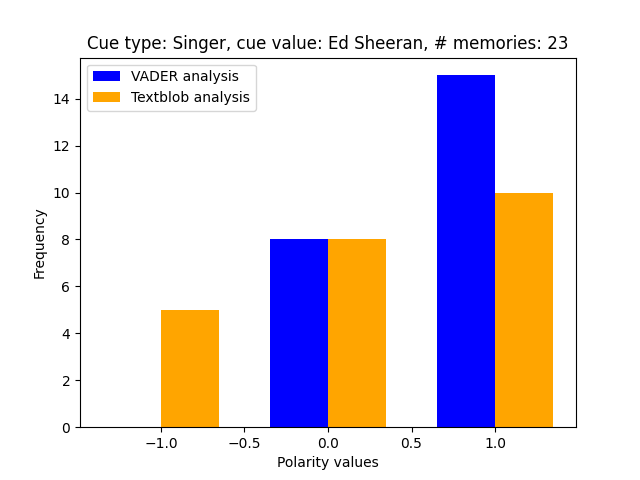 Cue type: Singer, cue value: Ed Sheeran, # memories: 23
VADER analysis
Textblob analysis
14
12
10
8
6
4
2
0
Frequency
−1.0 −0.5 0.0 0.5 1.0
Polarity values